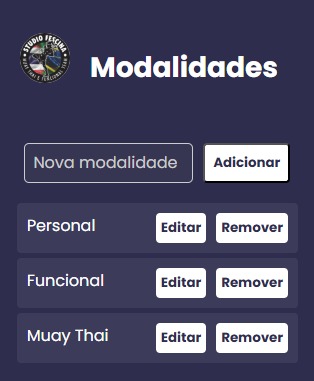 STUDIO FESCINA
Modalidades
Nova modalidade Adicionar
Personal Editar Remover
Funcional Editar Remover
Muay Thai Editar Remover